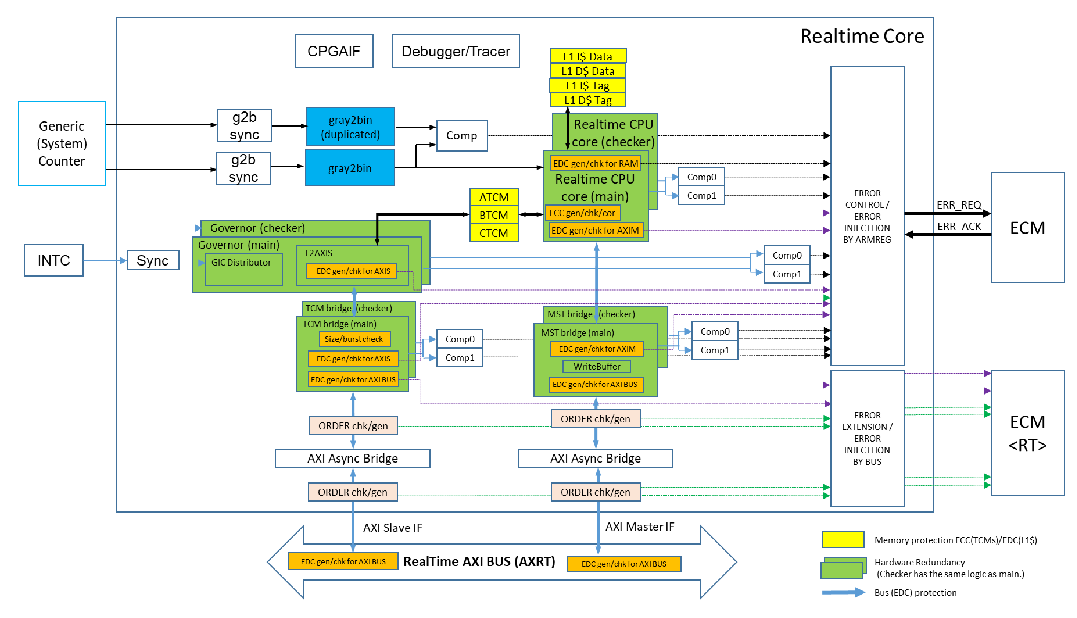 Realtime Core
CPGAIF
Debugger/Tracer
L1 I$ Data
L1 D$ Data
L1 I$ Tag
L1 D$ Tag
Generic
(System)
Counter
g2b
sync
gray2bin
(duplicated)
Comp
g2b
sync
gray2bin
Realtime CPU
core (checker)
EDC gen/chk for RAM
Realtime CPU
core (main)
ECC gen/chk/cor
EDC gen/chk for AXIM
Comp0
Comp1
ATCM
BTCM
CTCM
ERROR
CONTROL /
ERROR
INJECTION
BY ARMREG
ERR_REQ
ERR_ACK
ECM
INTC
Sync
Governor (checker)
Governor (main)
GIC Distributor
F2AXIS
EDC gen/chk for AXIS
Comp0
Comp1
TCM bridge (checker)
TCM bridge (main)
Size/burst check
EDC gen/chk for AXIS
EDC gen/chk for AXIBUS
Comp0
Comp1
MST bridge (checker)
MST bridge (main)
EDC gen/chk for AXIM
WriteBuffer
EDC gen/chk for AXIBUS
Comp0
Comp1
ORDER chk/gen
ORDER chk/gen
AXI Async Bridge
AXI Async Bridge
ORDER chk/gen
ORDER chk/gen
ERROR
EXTENSION /
ERROR
INJECTION
BY BUS
ECM
<RT>
AXI Slave IF
AXI Master IF
EDC gen/chk for AXIBUS
RealTime AXI BUS (AXRT)
EDC gen/chk for AXIBUS
Memory protection ECC(TCMs)/EDC(L1$)
Hardware Redundancy
(Checker has the same logic as main.)
Bus (EDC) protection